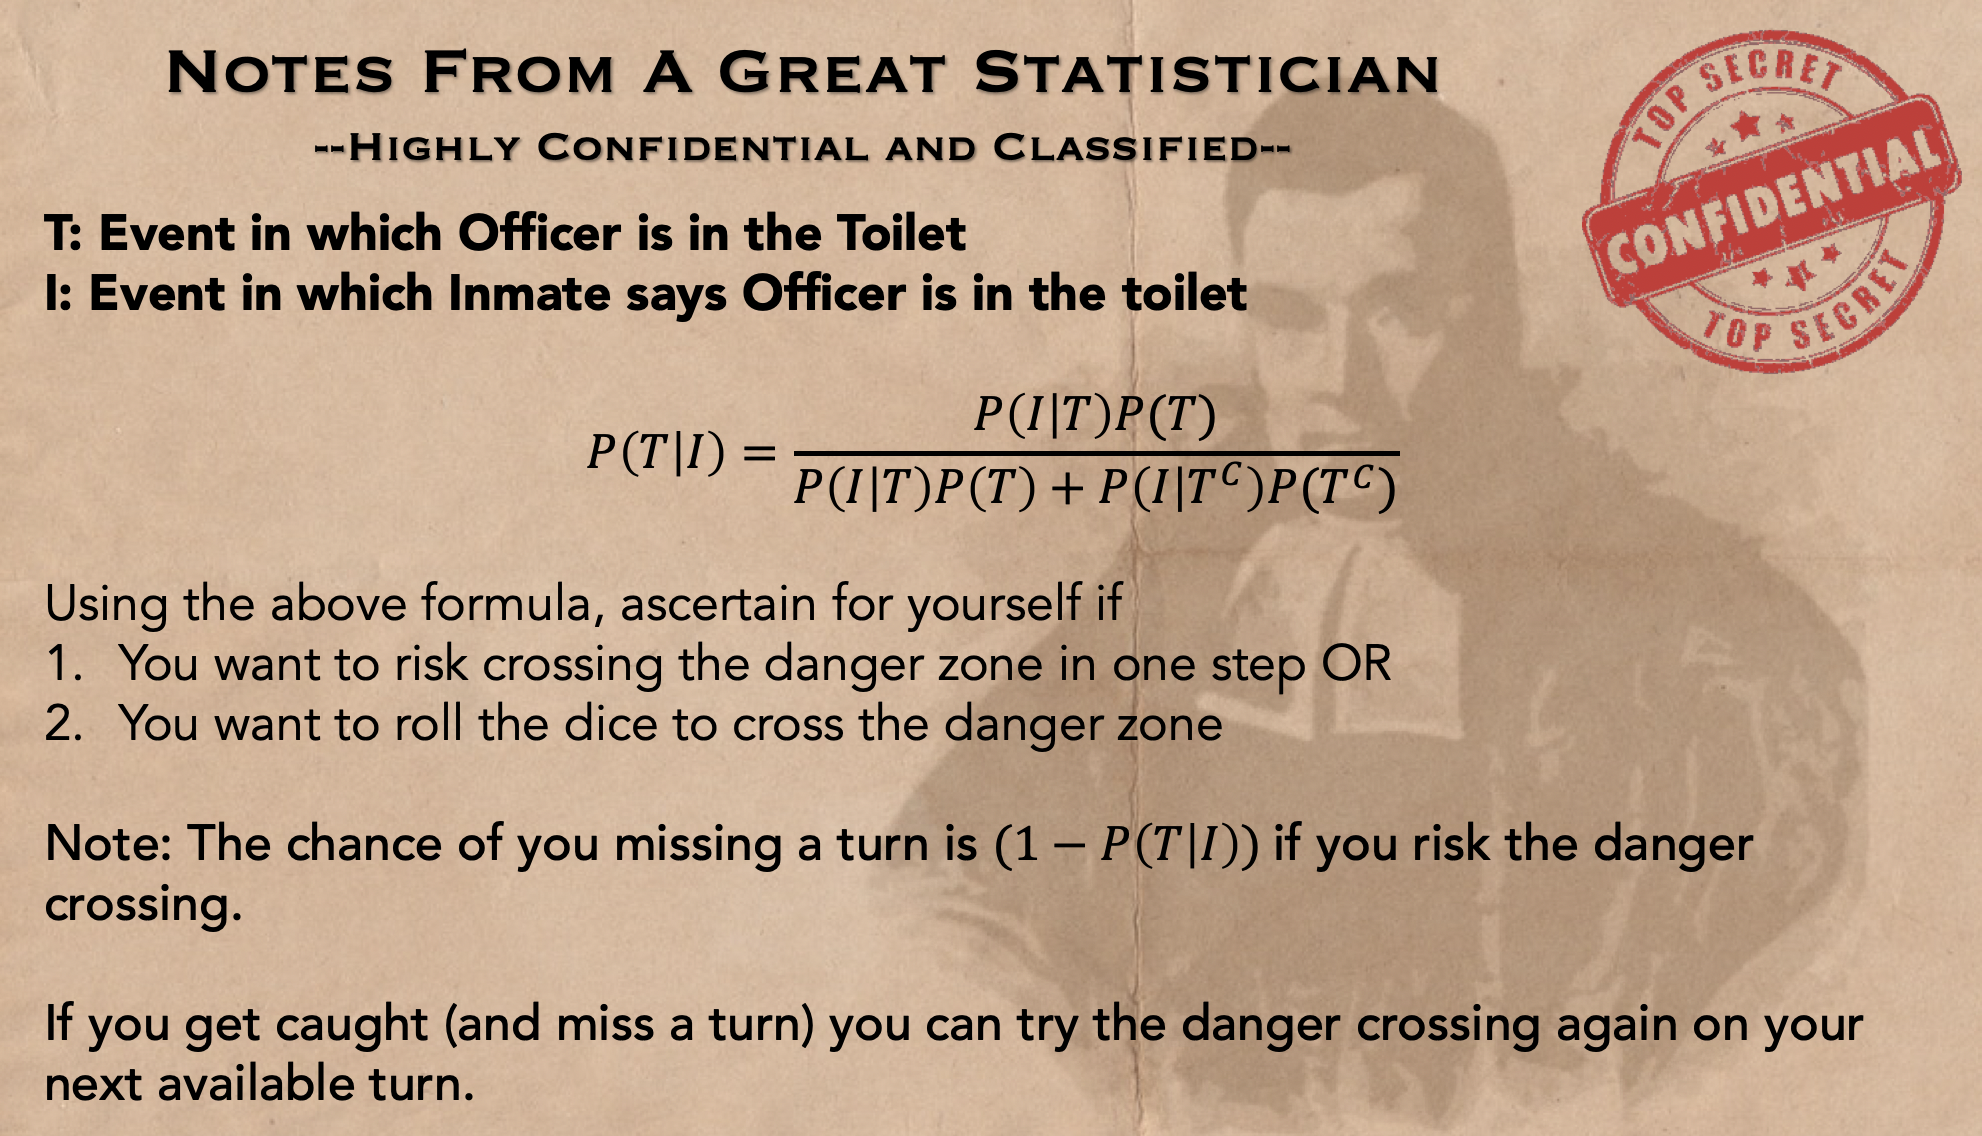 NOTES FROM A GREAT STATISTICIAN
--HIGHLY CONFIDENTIAL AND CLASSIFIED--
TOP SECRET
CONFIDENTIAL
TOP SECRET
T: Event in which Officer is in the Toilet
I: Event in which Inmate says Officer is in the toilet
P(T|I) = P(I|T)P(T) / P(I|T)P(T) + P(I|T^C)P(T^C)
Using the above formula, ascertain for yourself if
1. You want to risk crossing the danger zone in one step OR
2. You want to roll the dice to cross the danger zone
Note: The chance of you missing a turn is (1 − P(T|I)) if you risk the danger
crossing.
If you get caught (and miss a turn) you can try the danger crossing again on your
next available turn.